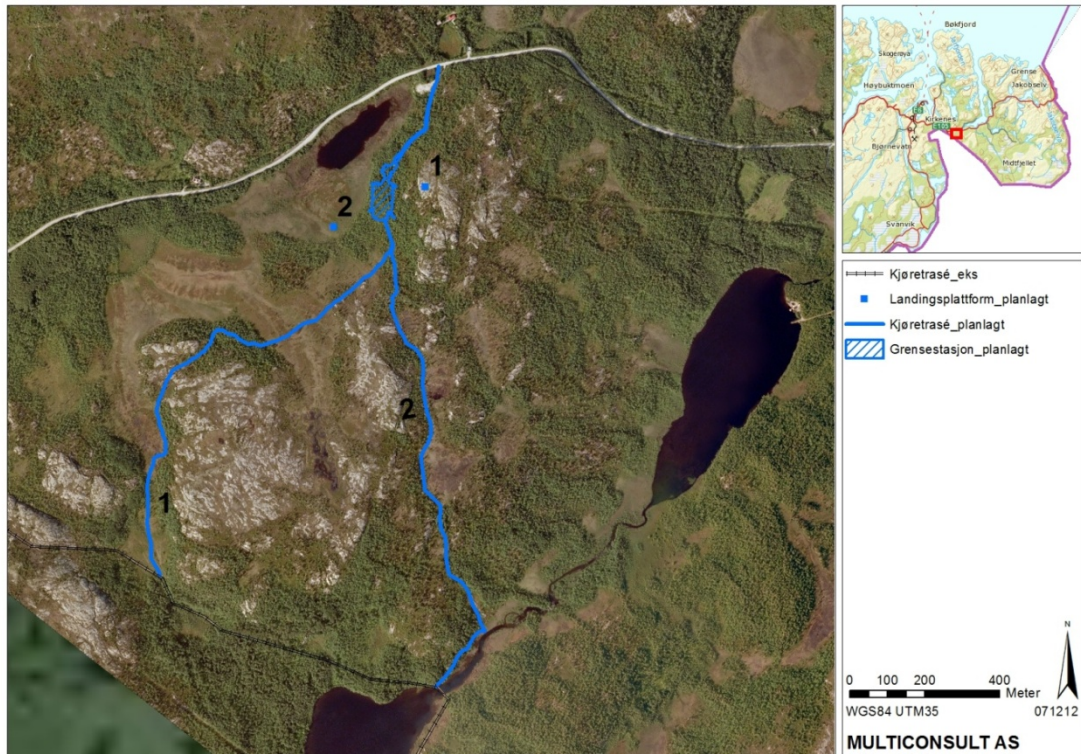 1
2
2
1
Bøkfjord
Skogerøya
Grense
Jakobselv
Høybuktmoen
Kirkenes
Bjørnevatn
Midtfjellet
Svanvik
Kjøretrasé_eks
Landingsplattform_planlagt
Kjøretrasé_planlagt
Grensestasjon_planlagt
N
0 100 200 400
Meter
WGS84 UTM35 071212
MULTICONSULT AS